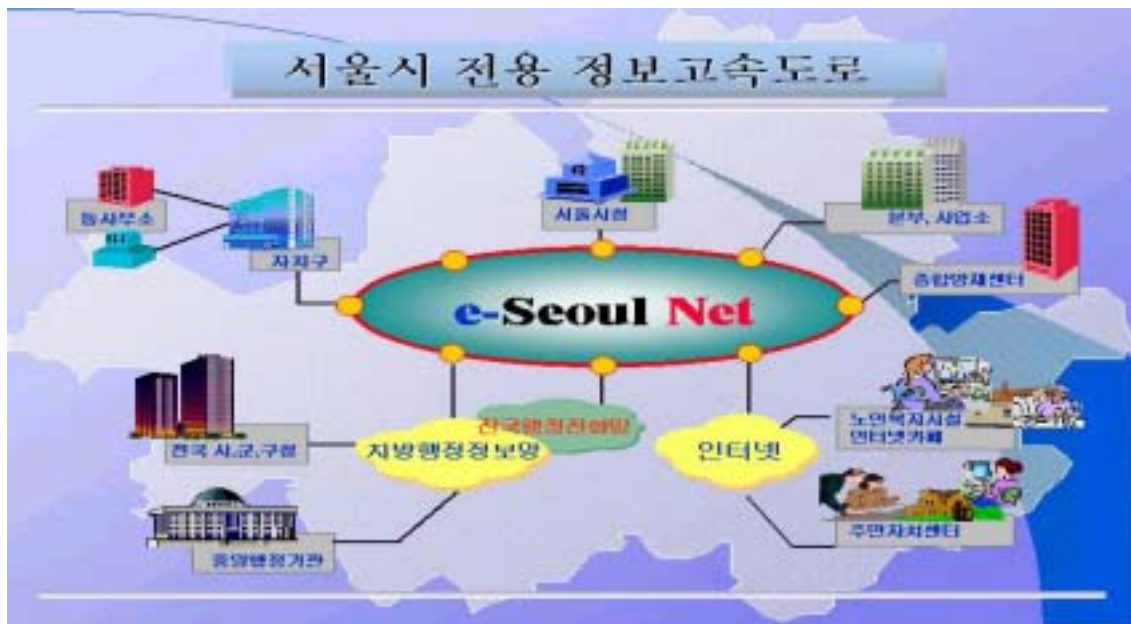 서울시 전용 정보고속도로
동사무소
자치구
서울시청
본부, 사업소
종합방재센터
e-Seoul Net
전국 시,군,구청
지방행정정보망
전국행정전화망
인터넷
노인복지시설
인터넷카페
중앙행정기관
주민자치센터